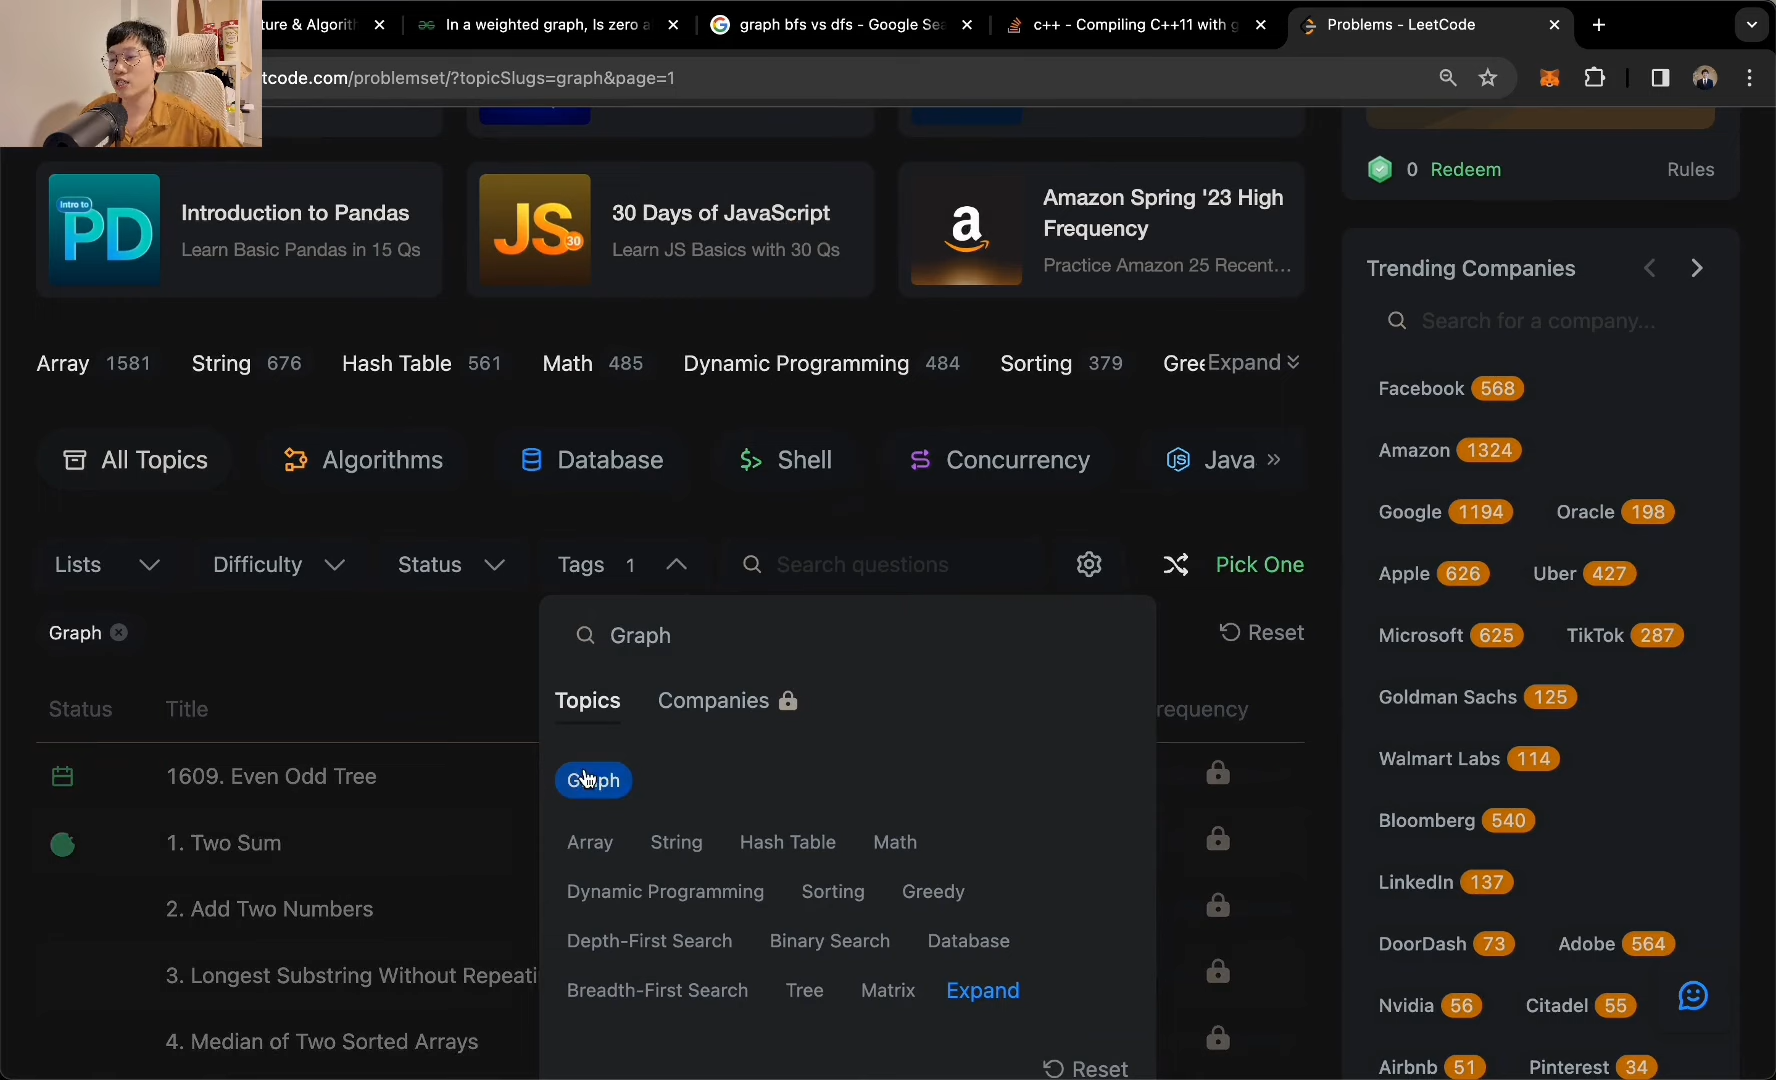 ture & Algorit
In a weighted graph, Is zero a
graph bfs vs dfs - Google Sea
c++ - Compiling C++11 with g
Problems - LeetCode
tcode.com/problemset/?topicSlugs=graph&page=1
Intro to
PD
Introduction to Pandas
Learn Basic Pandas in 15 Qs
JS
30
30 Days of JavaScript
Learn JS Basics with 30 Qs
a
Amazon Spring '23 High
Frequency
Practice Amazon 25 Recent...
0 Redeem Rules
Array 1581 String 676 Hash Table 561 Math 485 Dynamic Programming 484 Sorting 379 Gree Expand
All Topics Algorithms Database $> Shell Concurrency JS Java »
Lists Difficulty Status Tags 1 Search questions Pick One
Graph Reset
Graph
Topics Companies
Graph
Array String Hash Table Math
Dynamic Programming Sorting Greedy
Depth-First Search Binary Search Database
Breadth-First Search Tree Matrix Expand
Reset
Status Title requency
1609. Even Odd Tree
1. Two Sum
2. Add Two Numbers
3. Longest Substring Without Repeati
4. Median of Two Sorted Arrays
Trending Companies
Search for a company...
Facebook 568
Amazon 1324
Google 1194 Oracle 198
Apple 626 Uber 427
Microsoft 625 TikTok 287
Goldman Sachs 125
Walmart Labs 114
Bloomberg 540
LinkedIn 137
DoorDash 73 Adobe 564
Nvidia 56 Citadel 55
Airbnb 51 Pinterest 34